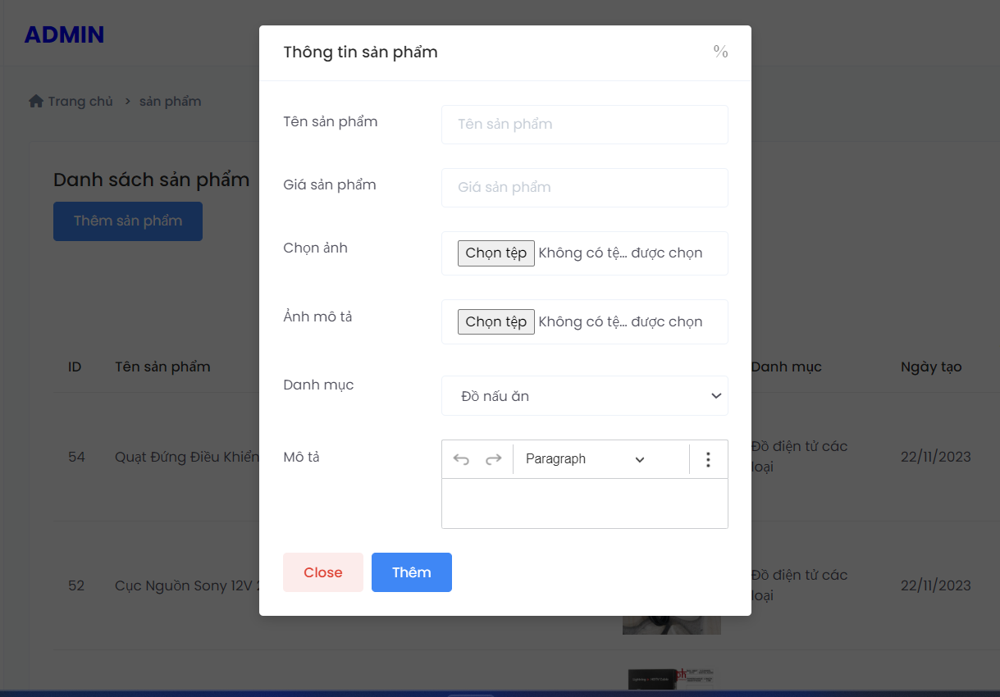 ADMIN
Thông tin sản phẩm
%
Trang chủ > sản phẩm
Tên sản phẩm
Tên sản phẩm
Danh sách sản phẩm
Giá sản phẩm
Giá sản phẩm
Thêm sản phẩm
Chọn ảnh
Chọn tệp Không có tệ... được chọn
Ảnh mô tả
Chọn tệp Không có tệ... được chọn
ID Tên sản phẩm Danh mục Ngày tạo
Danh mục
Đồ nấu ăn
Mô tả
Paragraph
54 Quạt Đứng Điều Khiển Đồ điện tử các 22/11/2023
loại
Close Thêm
52 Cục Nguồn Sony 12V Đồ điện tử các 22/11/2023
loại